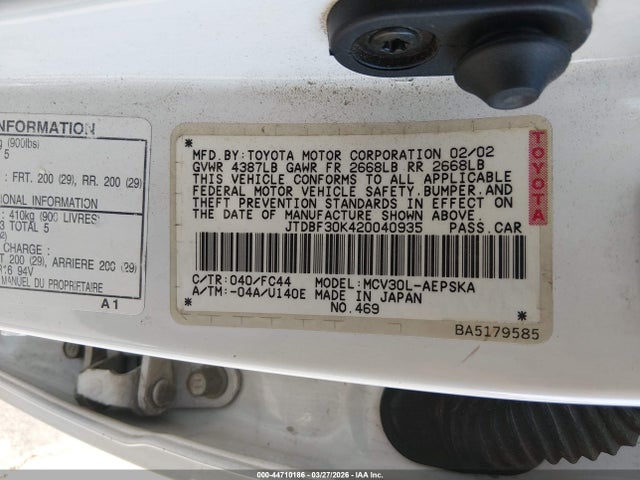 INFORMATION
g (900lbs)
5
FRT. 200 (29), RR. 200 (29)
TIONAL INFORMATION
: 410kg (900 LIVRES)
3 TOTAL 5
CHARGE :
T 200 (29), ARRIERE 200 (29)
R16 94V
MANUEL DU PROPRIETAIRE
A1
MFD.BY:TOYOTA MOTOR CORPORATION 02/02
GVWR 4387LB GAWR FR 2668LB RR 2668LB
THIS VEHICLE CONFORMS TO ALL APPLICABLE
FEDERAL MOTOR VEHICLE SAFETY,BUMPER,AND
THEFT PREVENTION STANDARDS IN EFFECT ON
THE DATE OF MANUFACTURE SHOWN ABOVE.
JTDBF30K420040935 PASS.CAR
C/TR:040/FC44 MODEL:MCV30L-AEPSKA
A/TM:-04A/U140E MADE IN JAPAN
NO.469
TOYOTA
BA5179585
000-44710186 | 03/27/2026 | IAA Inc.